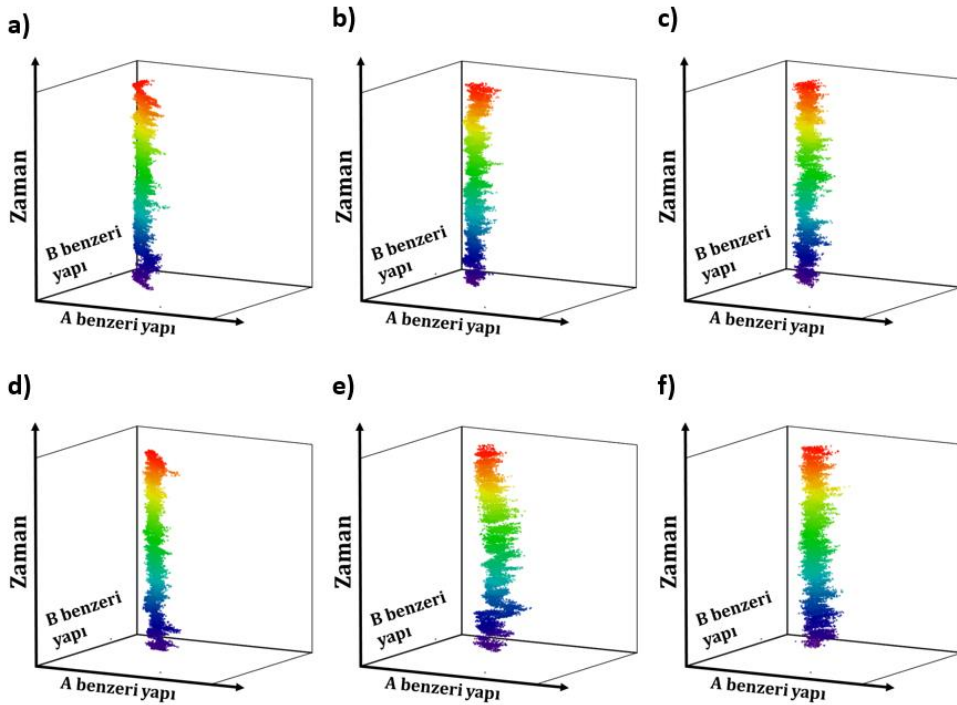 a)
Zaman
B benzeri
yapı
A benzeri yapı
b)
Zaman
B benzeri
yapı
A benzeri yapı
c)
Zaman
B benzeri
yapı
A benzeri yapı
d)
Zaman
B benzeri
yapı
A benzeri yapı
e)
Zaman
B benzeri
yapı
A benzeri yapı
f)
Zaman
B benzeri
yapı
A benzeri yapı